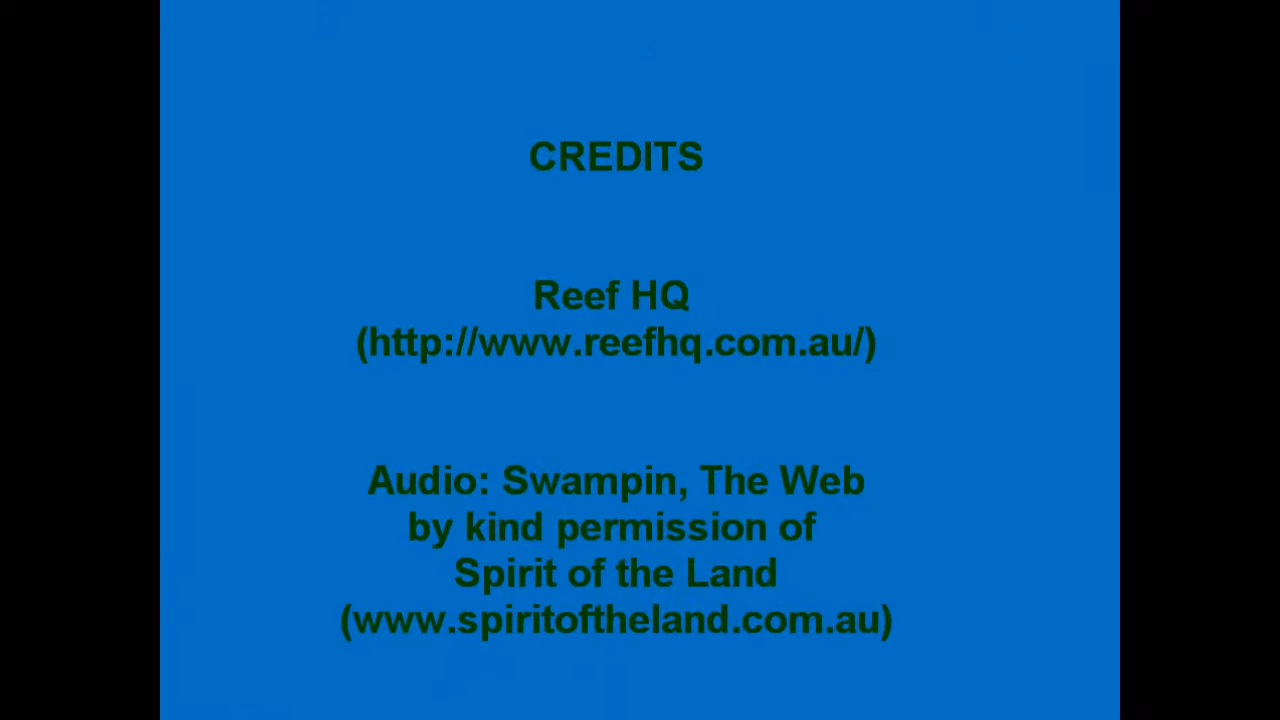 CREDITS
Reef HQ
(http://www.reefhq.com.au/)
Audio: Swampin, The Web
by kind permission of
Spirit of the Land
(www.spiritoftheland.com.au)